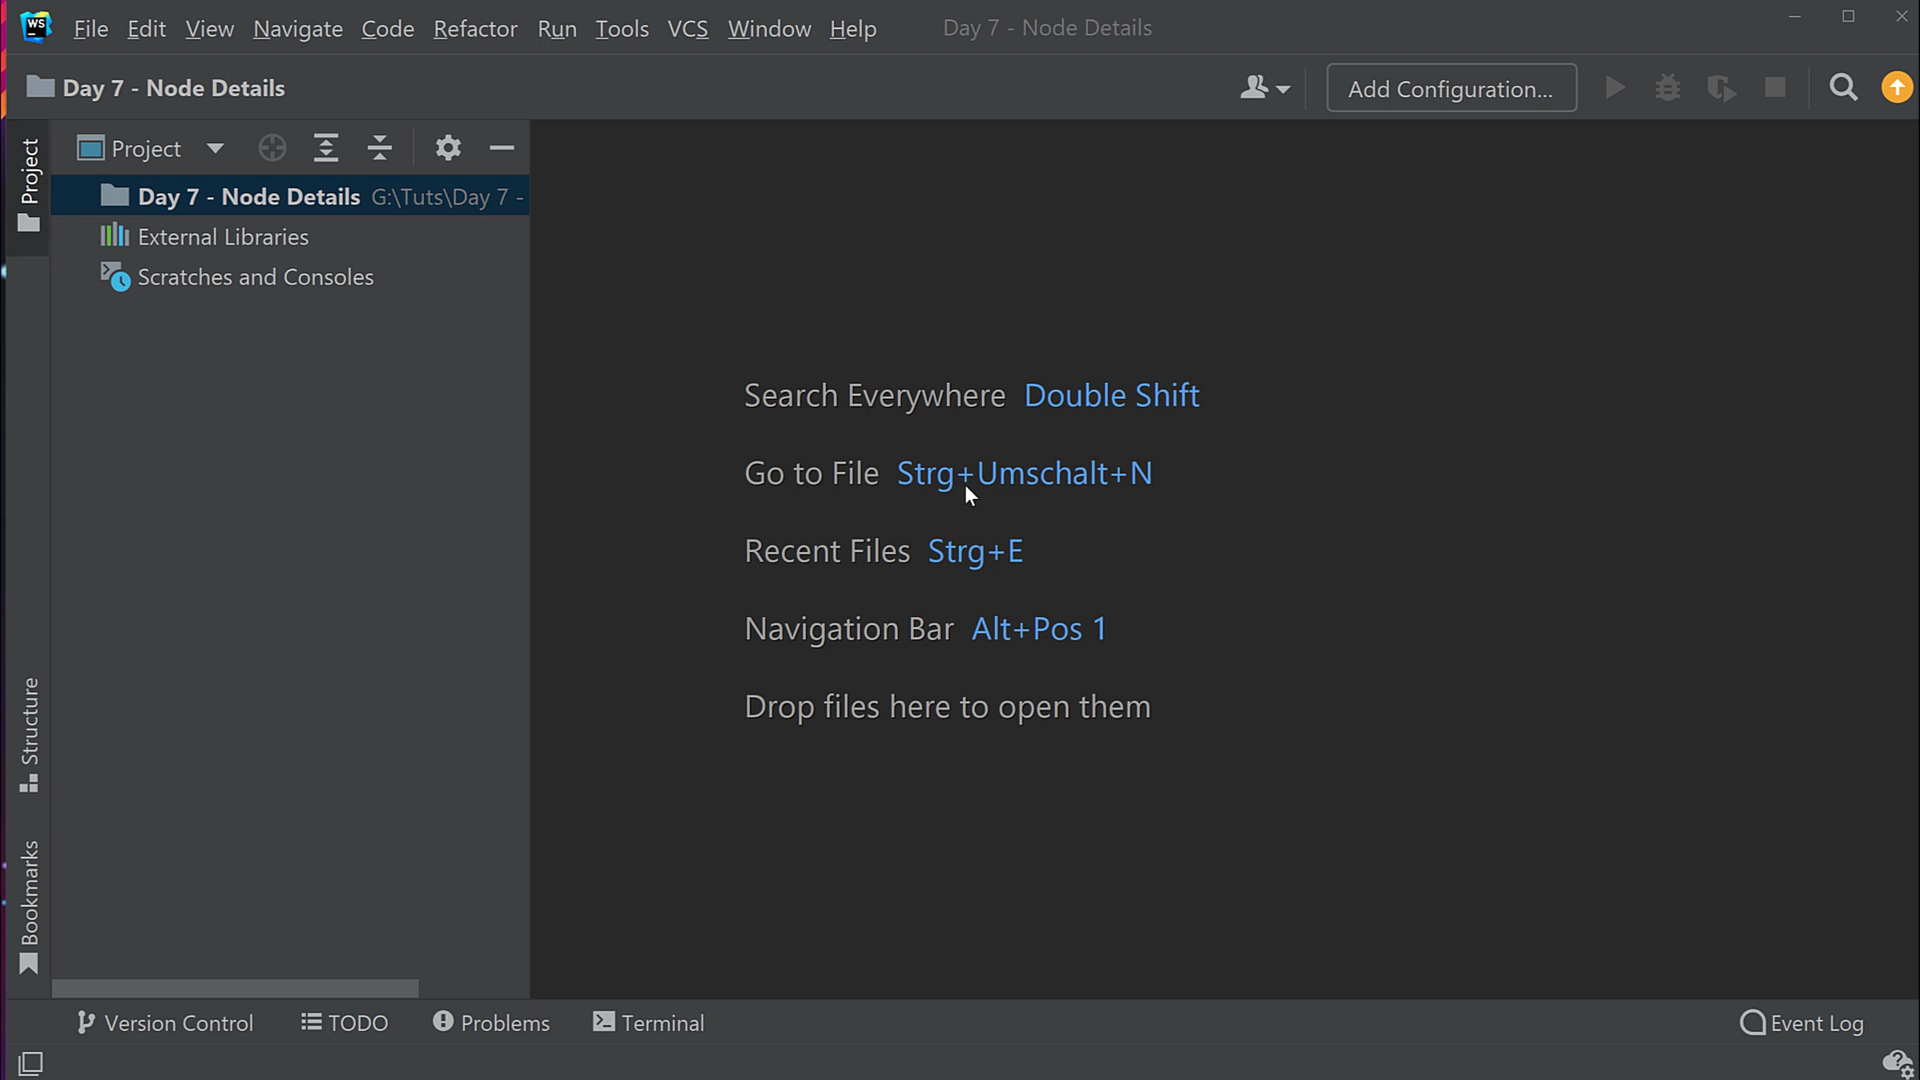 WS File Edit View Navigate Code Refactor Run Tools VCS Window Help Day 7 - Node Details
Day 7 - Node Details Add Configuration...
Project
Project
Day 7 - Node Details G:\Tuts\Day 7 -
External Libraries
Scratches and Consoles
Search Everywhere Double Shift
Go to File Strg+Umschalt+N
Recent Files Strg+E
Navigation Bar Alt+Pos 1
Drop files here to open them
Structure
Bookmarks
Version Control TODO Problems Terminal Event Log